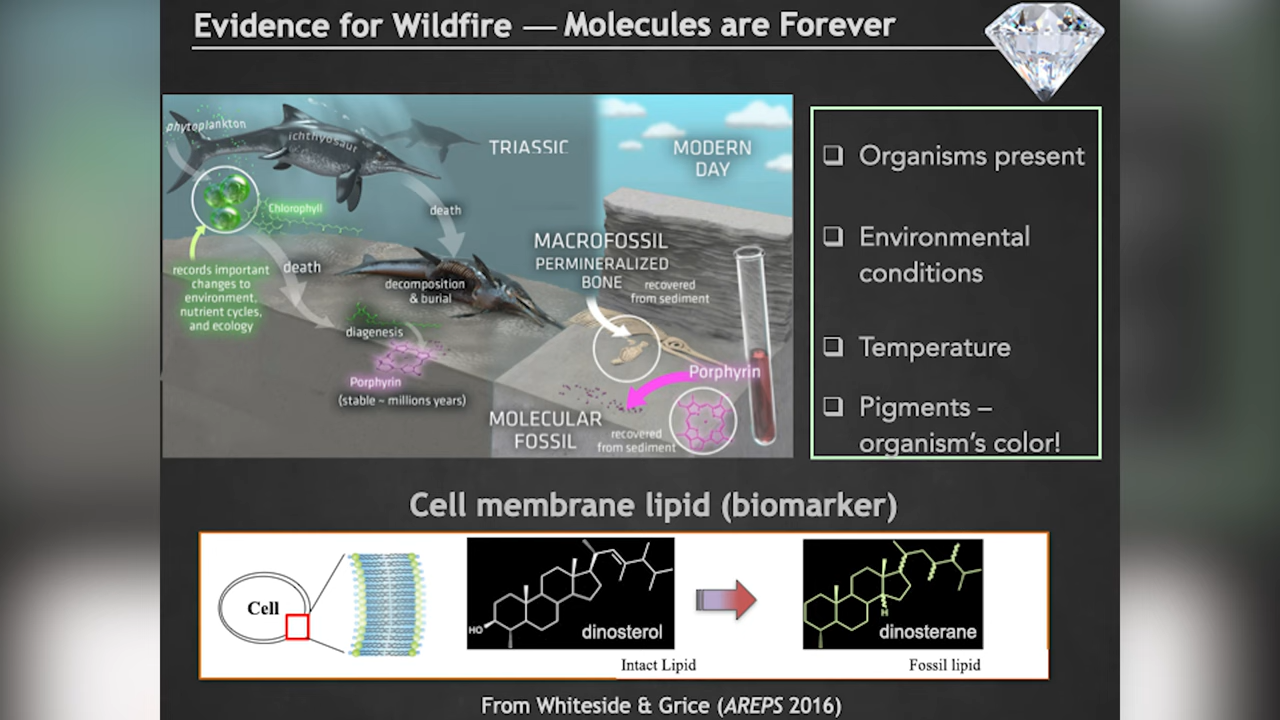 Evidence for Wildfire — Molecules are Forever
phytoplankton
ichthyosaur
TRIASSIC
MODERN
DAY
Chlorophyll
death
records important
changes to
environment,
nutrient cycles,
and ecology
death
decomposition
& burial
diagenesis
Porphyrin
(stable ~ millions years)
MACROFOSSIL
PERMINERALIZED
BONE
recovered
from sediment
Porphyrin
MOLECULAR
FOSSIL
recovered
from sediment
Organisms present
Environmental
conditions
Temperature
Pigments –
organism's color!
Cell membrane lipid (biomarker)
Cell
HO
dinosterol
Intact Lipid
H
dinosterane
Fossil lipid
From Whiteside & Grice (AREPS 2016)